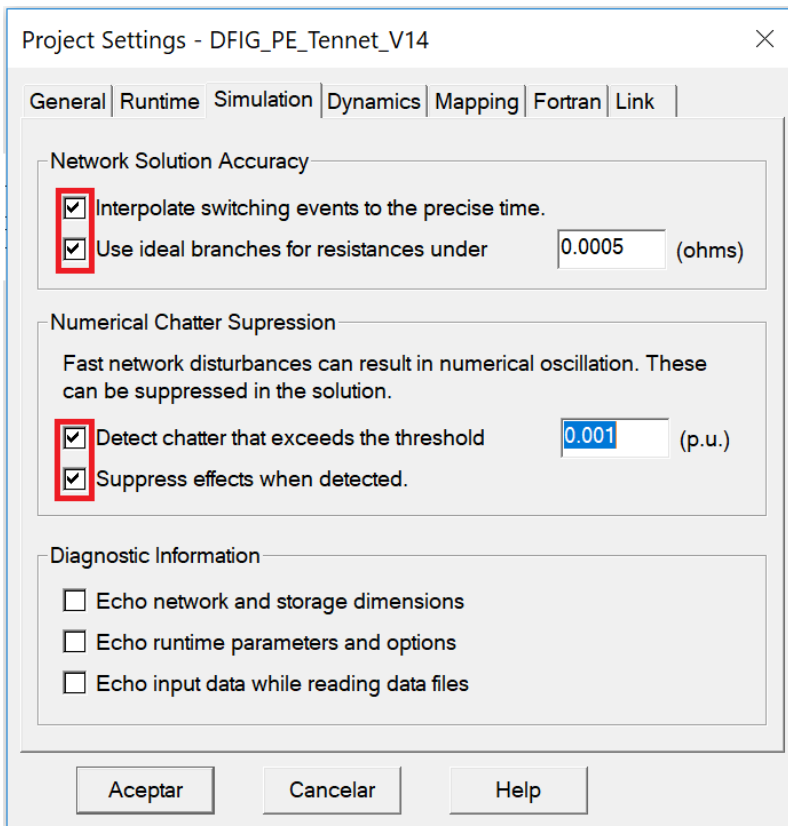 Project Settings - DFIG_PE_Tennet_V14
General Runtime Simulation Dynamics Mapping Fortran Link
Network Solution Accuracy
Interpolate switching events to the precise time.
Use ideal branches for resistances under 0.0005 (ohms)
Numerical Chatter Supression
Fast network disturbances can result in numerical oscillation. These
can be suppressed in the solution.
Detect chatter that exceeds the threshold 0.001 (p.u.)
Suppress effects when detected.
Diagnostic Information
Echo network and storage dimensions
Echo runtime parameters and options
Echo input data while reading data files
Aceptar Cancelar Help